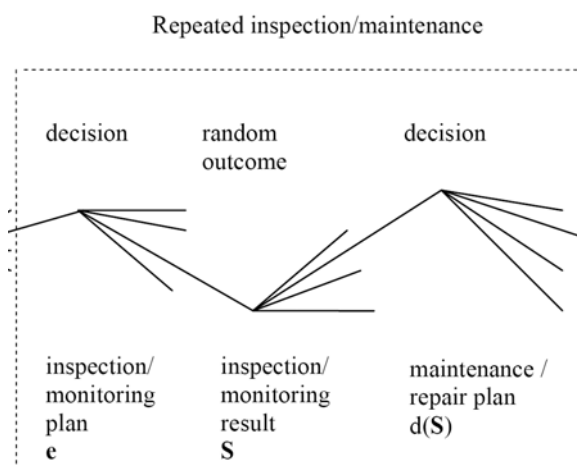 Repeated inspection/maintenance
decision
random
outcome
decision
inspection/
monitoring
plan
e
inspection/
monitoring
result
S
maintenance /
repair plan
d(S)